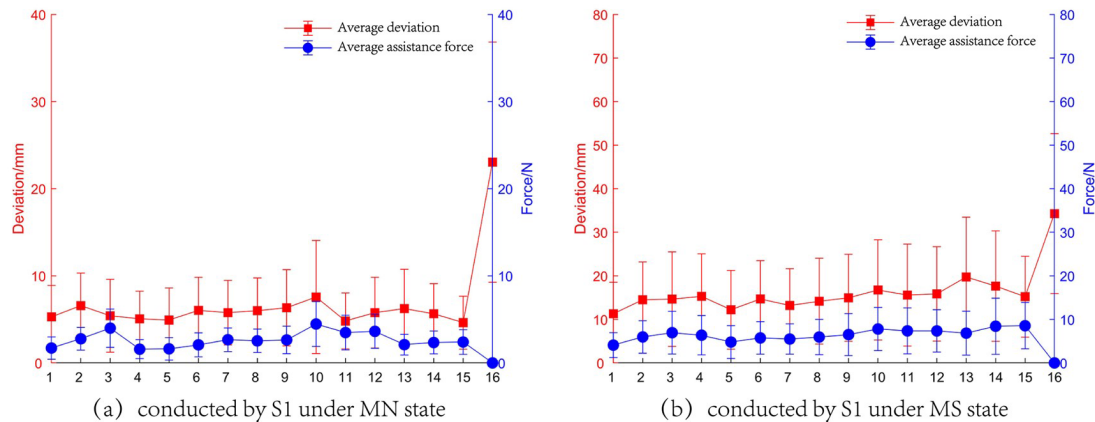 40
30
20
10
0
Deviation/mm
Average deviation
Average assistance force
40
30
20
10
0
Force/N
1 2 3 4 5 6 7 8 9 10 11 12 13 14 15 16
(a) conducted by S1 under MN state
80
70
60
50
40
30
20
10
0
Deviation/mm
Average deviation
Average assistance force
80
70
60
50
40
30
20
10
0
Force/N
1 2 3 4 5 6 7 8 9 10 11 12 13 14 15 16
(b) conducted by S1 under MS state